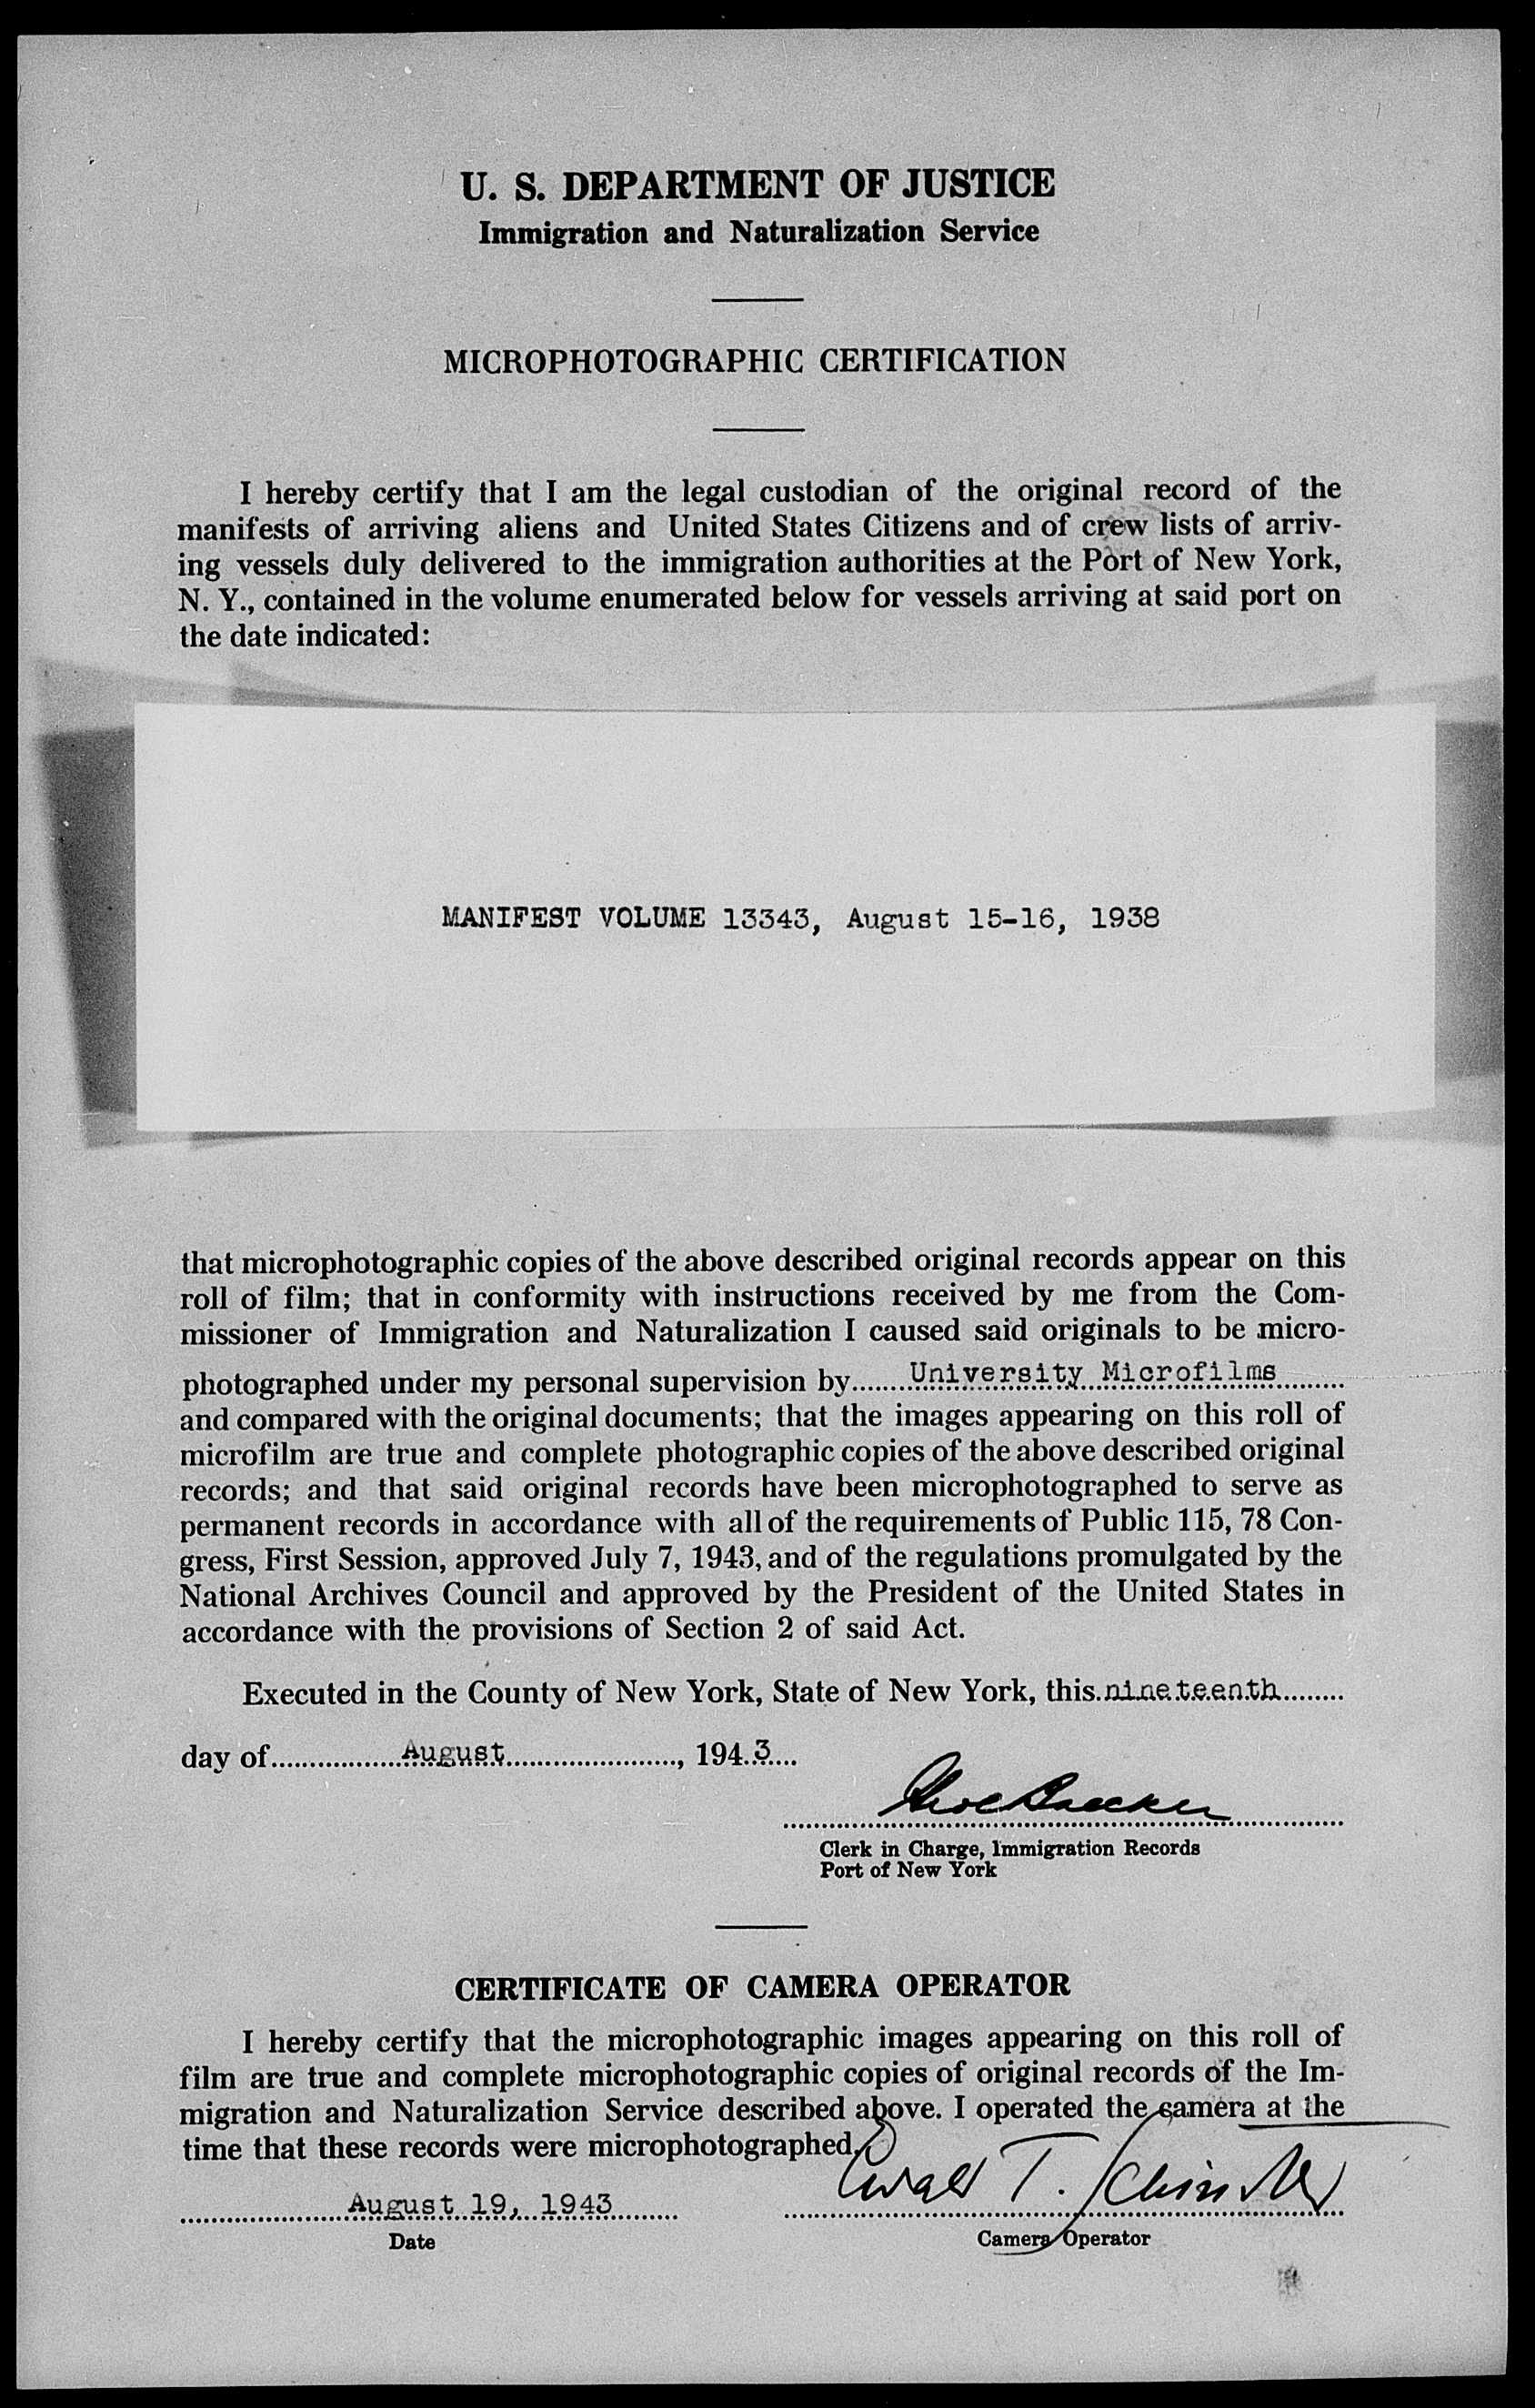 U. S. DEPARTMENT OF JUSTICE
Immigration and Naturalization Service
MICROPHOTOGRAPHIC CERTIFICATION
I hereby certify that I am the legal custodian of the original record of the
manifests of arriving aliens and United States Citizens and of crew lists of arriv-
ing vessels duly delivered to the immigration authorities at the Port of New York,
N. Y., contained in the volume enumerated below for vessels arriving at said port on
the date indicated:
MANIFEST VOLUME 13343, August 15-16, 1938
that microphotographic copies of the above described original records appear on this
roll of film; that in conformity with instructions received by me from the Com-
missioner of Immigration and Naturalization I caused said originals to be micro-
photographed under my personal supervision by University Microfilms
and compared with the original documents; that the images appearing on this roll of
microfilm are true and complete photographic copies of the above described original
records; and that said original records have been microphotographed to serve as
permanent records in accordance with all of the requirements of Public 115, 78 Con-
gress, First Session, approved July 7, 1943, and of the regulations promulgated by the
National Archives Council and approved by the President of the United States in
accordance with the provisions of Section 2 of said Act.
Executed in the County of New York, State of New York, this nineteenth
day of August, 1943
Clerk in Charge, Immigration Records
Port of New York
CERTIFICATE OF CAMERA OPERATOR
I hereby certify that the microphotographic images appearing on this roll of
film are true and complete microphotographic copies of original records of the Im-
migration and Naturalization Service described above. I operated the camera at the
time that these records were microphotographed.
T.
August 19, 1943
Date
Camera Operator